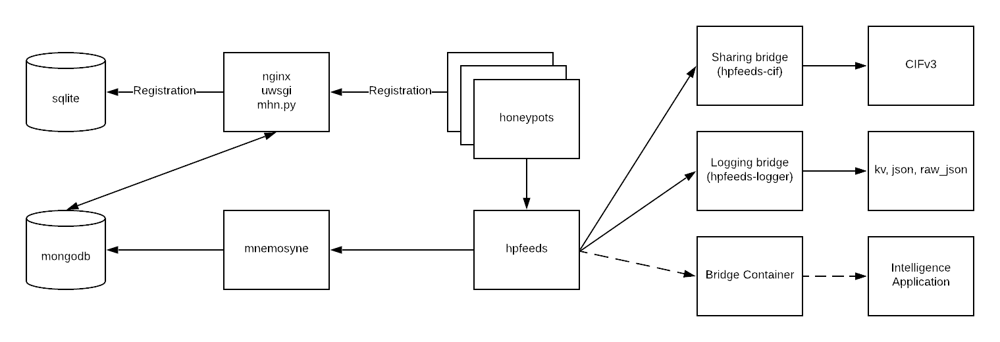 sqlite
Registration
nginx
uwsgi
mhn.py
Registration
honeypots
Sharing bridge
(hpfeeds-cif)
CIFv3
Logging bridge
(hpfeeds-logger)
kv, json, raw_json
mongodb
mnemosyne
hpfeeds
Bridge Container
Intelligence
Application